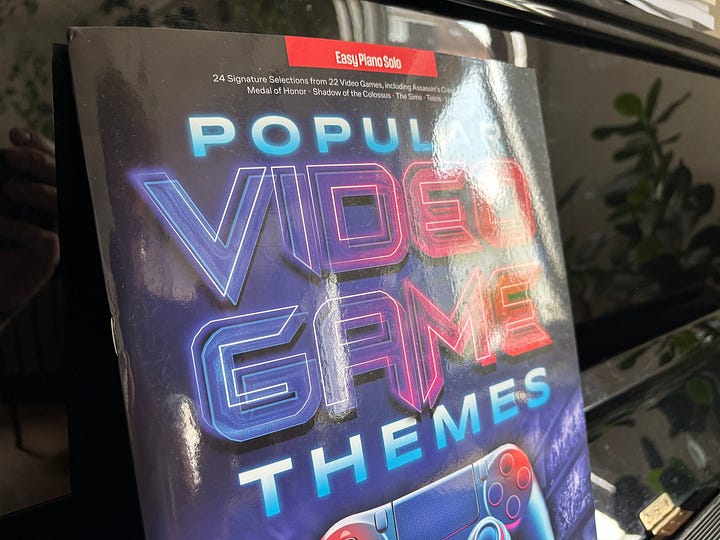 Easy Piano Solo
24 Signature Selections from 22 Video Games, including Assassin's
Medal of Honor · Shadow of the Colossus · The Sims · Tetris ·
POPULAR
VIDEO
GAME
THEMES